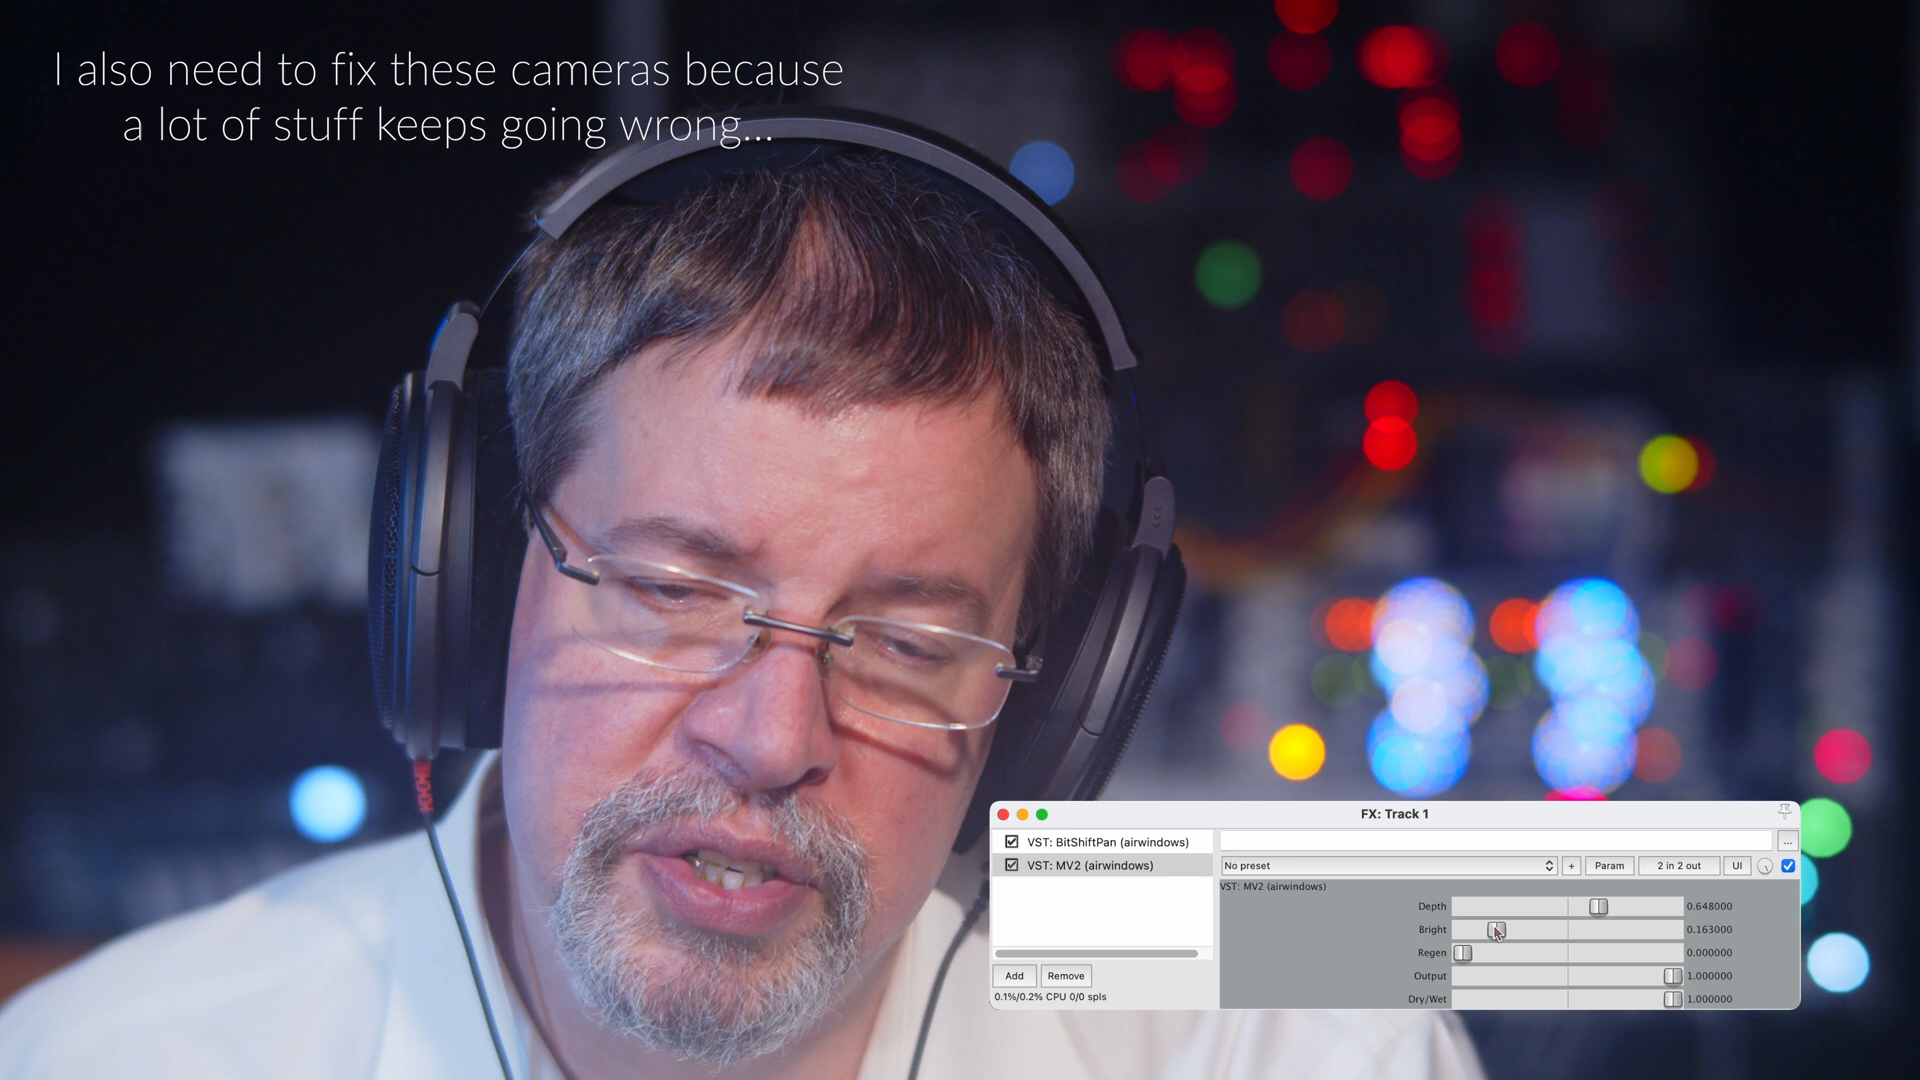 I also need to fix these cameras because
a lot of stuff keeps going wrong...
FX: Track 1
VST: BitShiftPan (airwindows)
VST: MV2 (airwindows)
...
No preset
+
Param
2 in 2 out
UI
VST: MV2 (airwindows)
Depth 0.648000
Bright 0.163000
Regen 0.000000
Output 1.000000
Dry/Wet 1.000000
Add
Remove
0.1%/0.2% CPU 0/0 spls